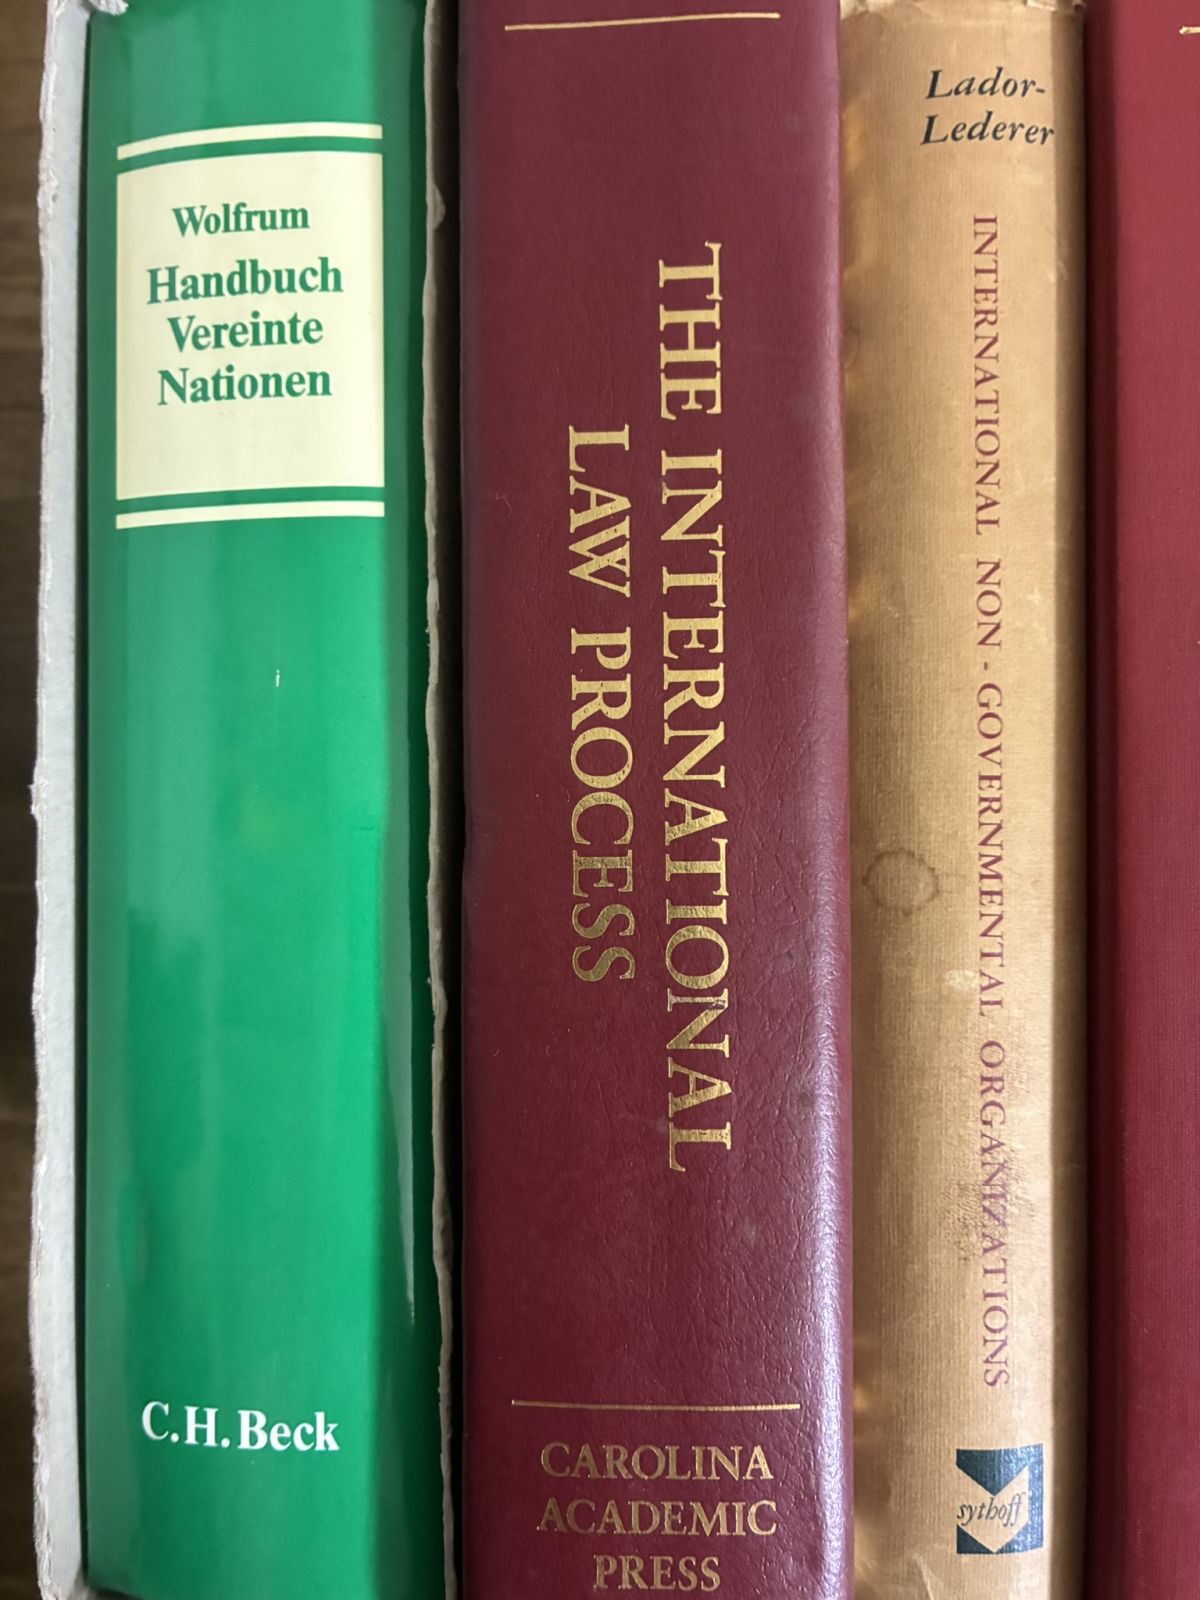 Wolfrum
Handbuch
Vereinte
Nationen
C.H.Beck
THE INTERNATIONAL
LAW PROCESS
CAROLINA
ACADEMIC
PRESS
Lador-
Lederer
INTERNATIONAL NON-GOVERNMENTAL ORGANIZATIONS
sythoff